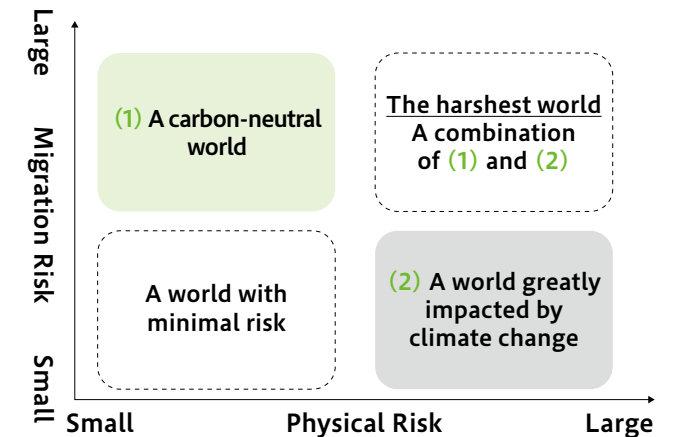 Large
Migration Risk
Small
(1) A carbon-neutral
world
The harshest world
A combination
of (1) and (2)
A world with
minimal risk
(2) A world greatly
impacted by
climate change
Small
Physical Risk
Large